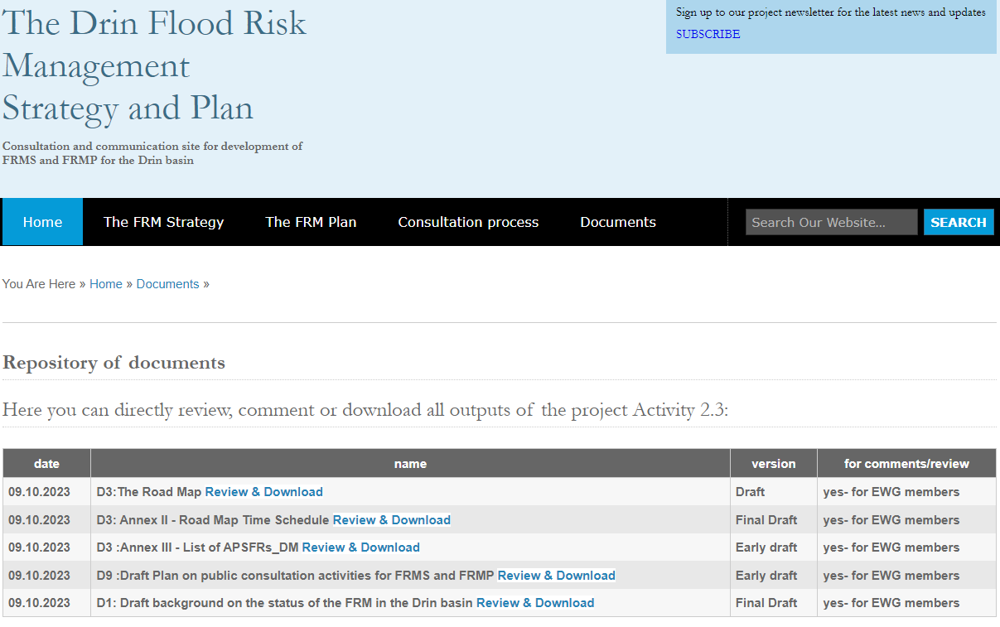 The Drin Flood Risk
Management
Strategy and Plan
Consultation and communication site for development of
FRMS and FRMP for the Drin basin
Sign up to our project newsletter for the latest news and updates
SUBSCRIBE
Home The FRM Strategy The FRM Plan Consultation process Documents Search Our Website... SEARCH
You Are Here » Home » Documents »
Repository of documents
Here you can directly review, comment or download all outputs of the project Activity 2.3:
date name version for comments/review
09.10.2023 D3:The Road Map Review & Download Draft yes- for EWG members
09.10.2023 D3: Annex II - Road Map Time Schedule Review & Download Final Draft yes- for EWG members
09.10.2023 D3 :Annex III - List of APSFRs_DM Review & Download Early draft yes- for EWG members
09.10.2023 D9 :Draft Plan on public consultation activities for FRMS and FRMP Review & Download Early draft yes- for EWG members
09.10.2023 D1: Draft background on the status of the FRM in the Drin basin Review & Download Final Draft yes- for EWG members